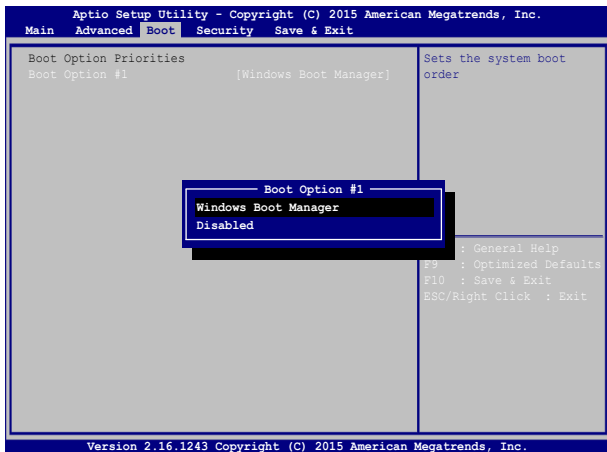 Aptio Setup Utility - Copyright (C) 2015 American Megatrends, Inc.
Main Advanced Boot Security Save & Exit
Boot Option Priorities
Boot Option #1 [Windows Boot Manager]
Sets the system boot
order
Boot Option #1
Windows Boot Manager
Disabled
: General Help
F9 : Optimized Defaults
F10 : Save & Exit
ESC/Right Click : Exit
Version 2.16.1243 Copyright (C) 2015 American Megatrends, Inc.